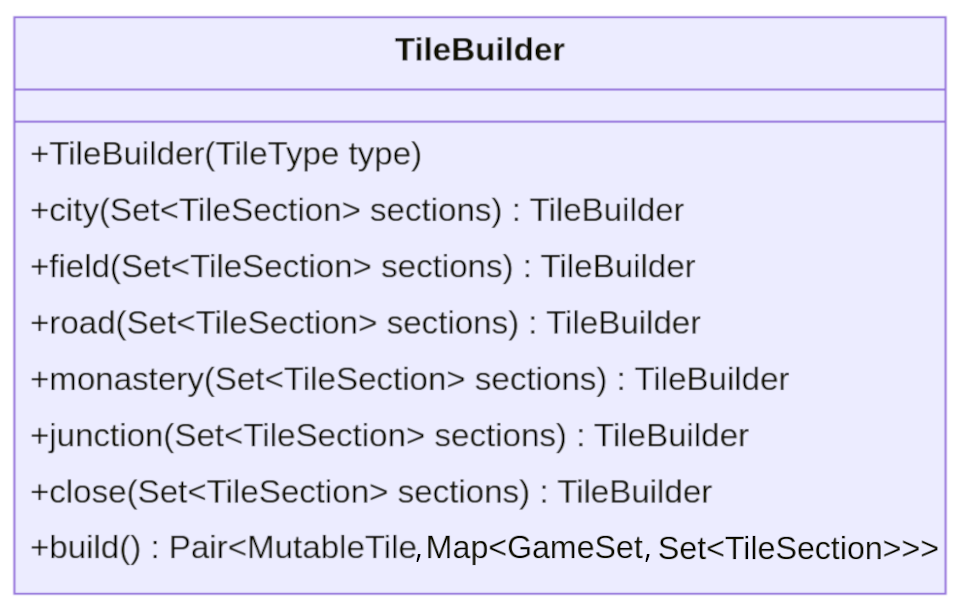 TileBuilder
+TileBuilder(TileType type)
+city(Set<TileSection> sections) : TileBuilder
+field(Set<TileSection> sections) : TileBuilder
+road(Set<TileSection> sections) : TileBuilder
+monastery(Set<TileSection> sections) : TileBuilder
+junction(Set<TileSection> sections) : TileBuilder
+close(Set<TileSection> sections) : TileBuilder
+build() : Pair<MutableTile,Map<GameSet, Set<TileSection>>>